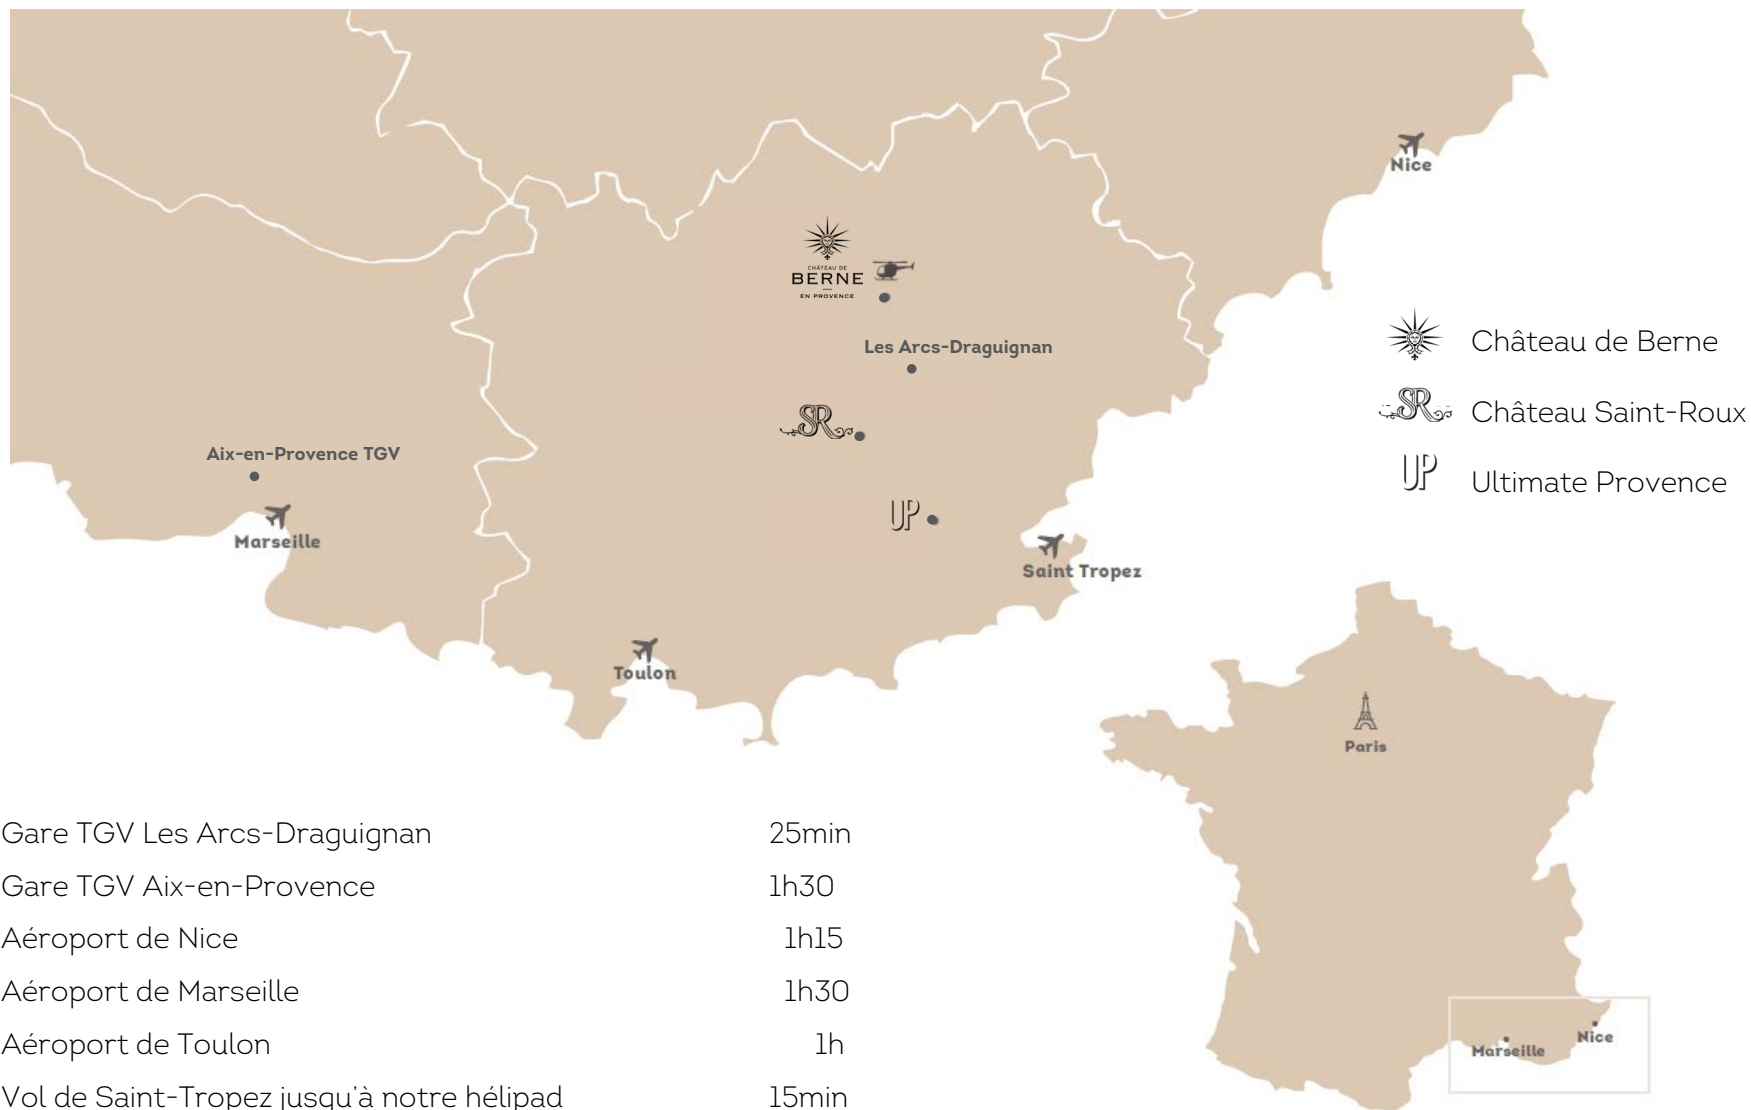 Nice
CHÂTEAU DE
BERNE
EN PROVENCE
Les Arcs-Draguignan
SR
Aix-en-Provence TGV
Marseille
UP
Saint Tropez
Toulon
Château de Berne
SR Château Saint-Roux
UP Ultimate Provence
Paris
Marseille
Nice
Gare TGV Les Arcs-Draguignan 25min
Gare TGV Aix-en-Provence 1h30
Aéroport de Nice 1h15
Aéroport de Marseille 1h30
Aéroport de Toulon 1h
Vol de Saint-Tropez jusqu'à notre hélipad 15min